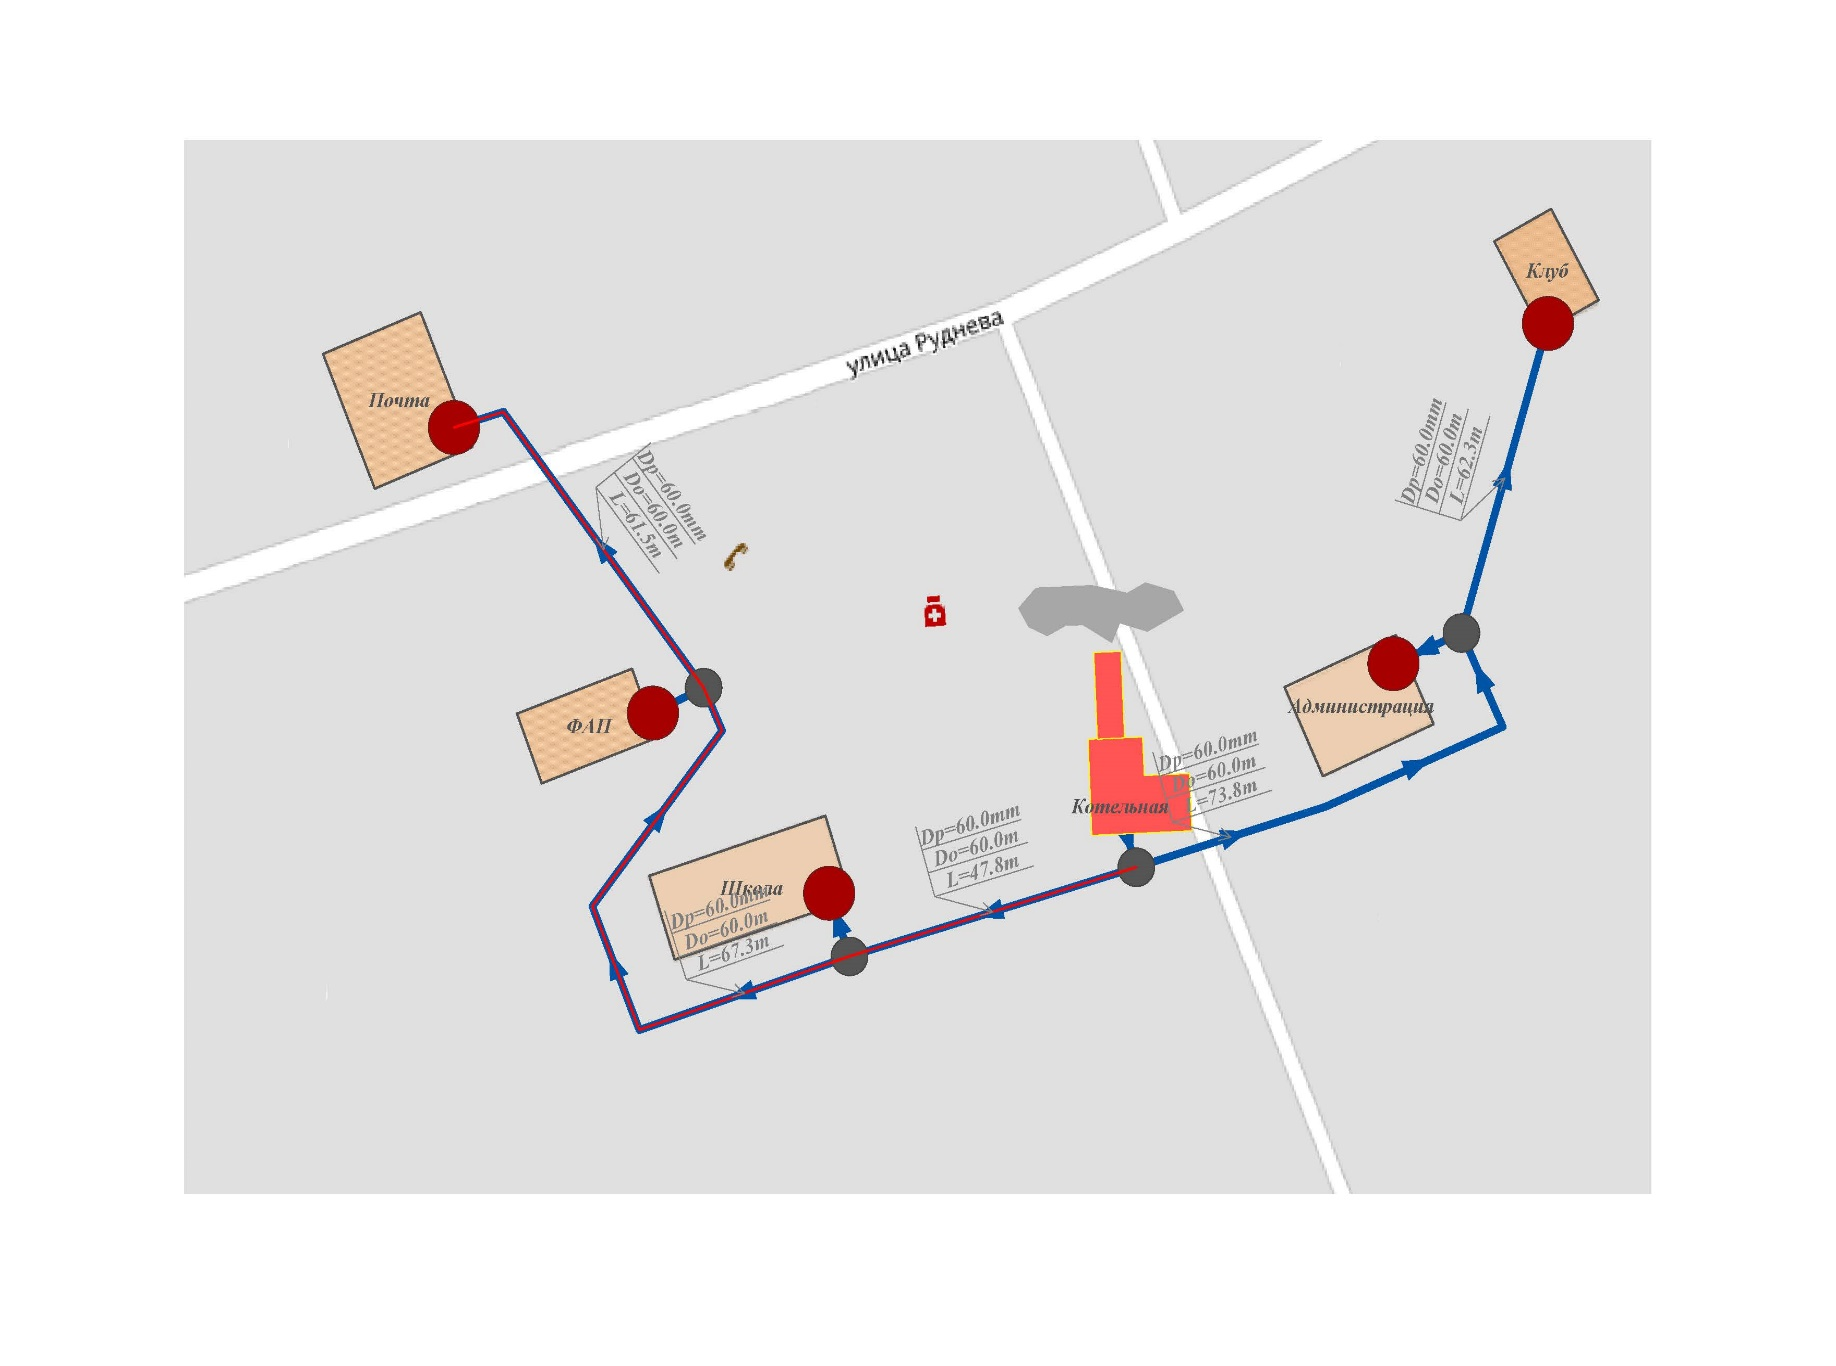 Клуб
улица Руднева
Почта
Dp=60.0mm
Do=60.0m
L=62.3m
Dp=60.0mm
Do=60.0m
L=61.5m
Администрация
ФАП
Dp=60.0mm
Do=60.0m
L=73.8m
Котельная
Dp=60.0mm
Do=60.0m
L=47.8m
Школа
Dp=60.0mm
Do=60.0m
L=67.3m